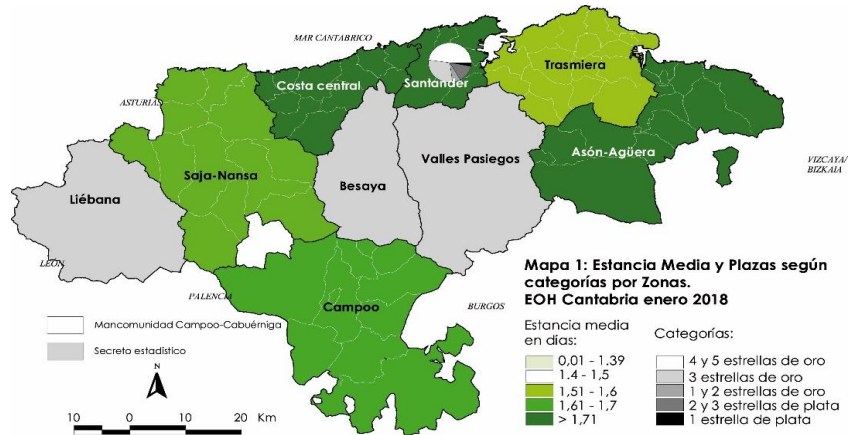 MAR CANTABRICO
Costa central
Santander
Trasmiera
ASTURIAS
Saja-Nansa
Besaya
Valles Pasiegos
Asón-Agüera
VIZCAYA/
BIZKAIA
Liébana
LEÓN
PALENCIA
Campoo
BURGOS
Mancomunidad Campoo-Cabuérniga
Secreto estadístico
N
10 0 10 20 Km
Mapa 1: Estancia Media y Plazas según
categorías por Zonas.
EOH Cantabria enero 2018
Estancia media
en días:
0,01 - 1,39
1.4 - 1,5
1.51 - 1,6
1.61 - 1,7
> 1,71
Categorías:
4 y 5 estrellas de oro
3 estrellas de oro
1 y 2 estrellas de oro
2 y 3 estrellas de plata
1 estrella de plata